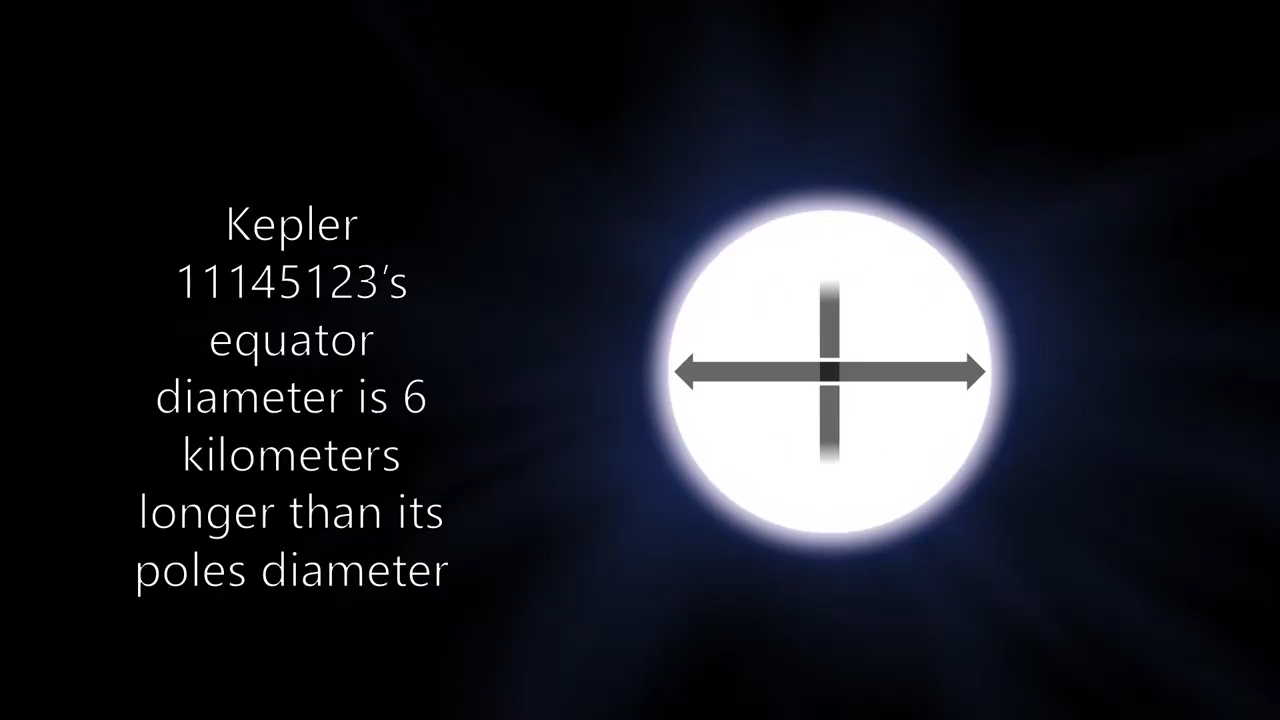 Kepler
11145123’s
equator
diameter is 6
kilometers
longer than its
poles diameter